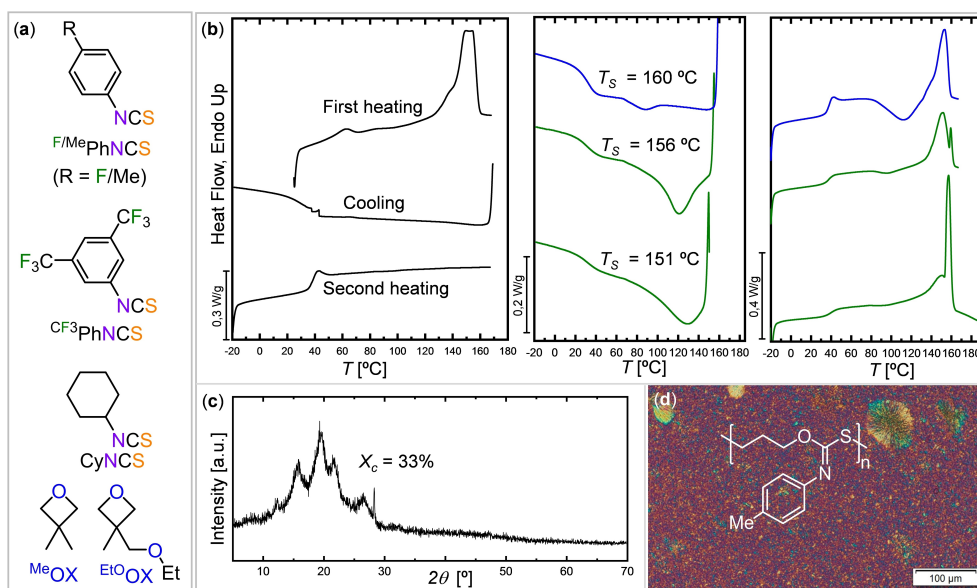 (a)
R
NCS
F/MePhNCS
(R = F/Me)
CF3
F3C
NCS
CF3PhNCS
NCS
CyNCS
O
O
O
Et
MeOX
EtOOX
(b)
Heat Flow, Endo Up
First heating
Cooling
Second heating
0,3 W/g
-20 0 20 40 60 80 100 120 140 160 180
T [ºC]
TS = 160 ºC
TS = 156 ºC
TS = 151 ºC
0,2 W/g
-20 0 20 40 60 80 100 120 140 160 180
T [ºC]
0,4 W/g
-20 0 20 40 60 80 100 120 140 160 180
T [ºC]
(c)
Intensity [a.u.]
Xc = 33%
10 20 30 40 50 60 70
2θ [º]
(d)
O
S
n
N
Me
100 µm